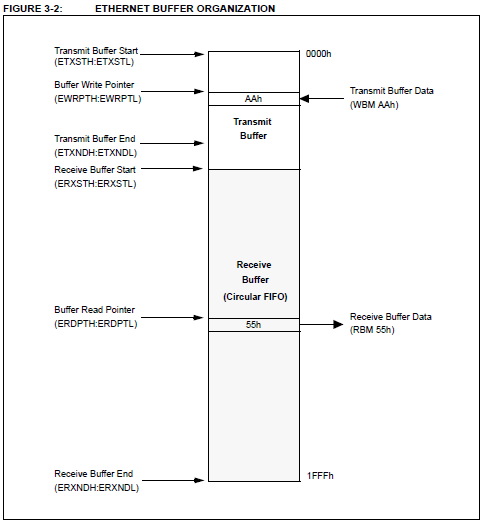 FIGURE 3-2: ETHERNET BUFFER ORGANIZATION
Transmit Buffer Start
(ETXSTH:ETXSTL)
0000h
Buffer Write Pointer
(EWRPTH:EWRPTL)
AAh
Transmit Buffer Data
(WBM AAh)
Transmit
Buffer
Transmit Buffer End
(ETXNDH:ETXNDL)
Receive Buffer Start
(ERXSTH:ERXSTL)
Receive
Buffer
(Circular FIFO)
Buffer Read Pointer
(ERDPTH:ERDPTL)
55h
Receive Buffer Data
(RBM 55h)
Receive Buffer End
(ERXNDH:ERXNDL)
1FFFh